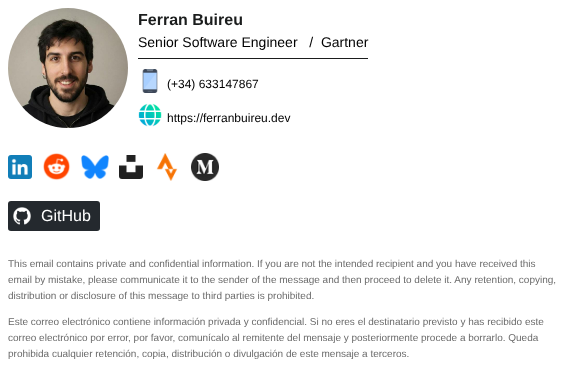 Ferran Buireu
Senior Software Engineer / Gartner
(+34) 633147867
https://ferranbuireu.dev
in
M
GitHub
This email contains private and confidential information. If you are not the intended recipient and you have received this
email by mistake, please communicate it to the sender of the message and then proceed to delete it. Any retention, copying,
distribution or disclosure of this message to third parties is prohibited.
Este correo electrónico contiene información privada y confidencial. Si no eres el destinatario previsto y has recibido este
correo electrónico por error, por favor, comunícalo al remitente del mensaje y posteriormente procede a borrarlo. Queda
prohibida cualquier retención, copia, distribución o divulgación de este mensaje a terceros.